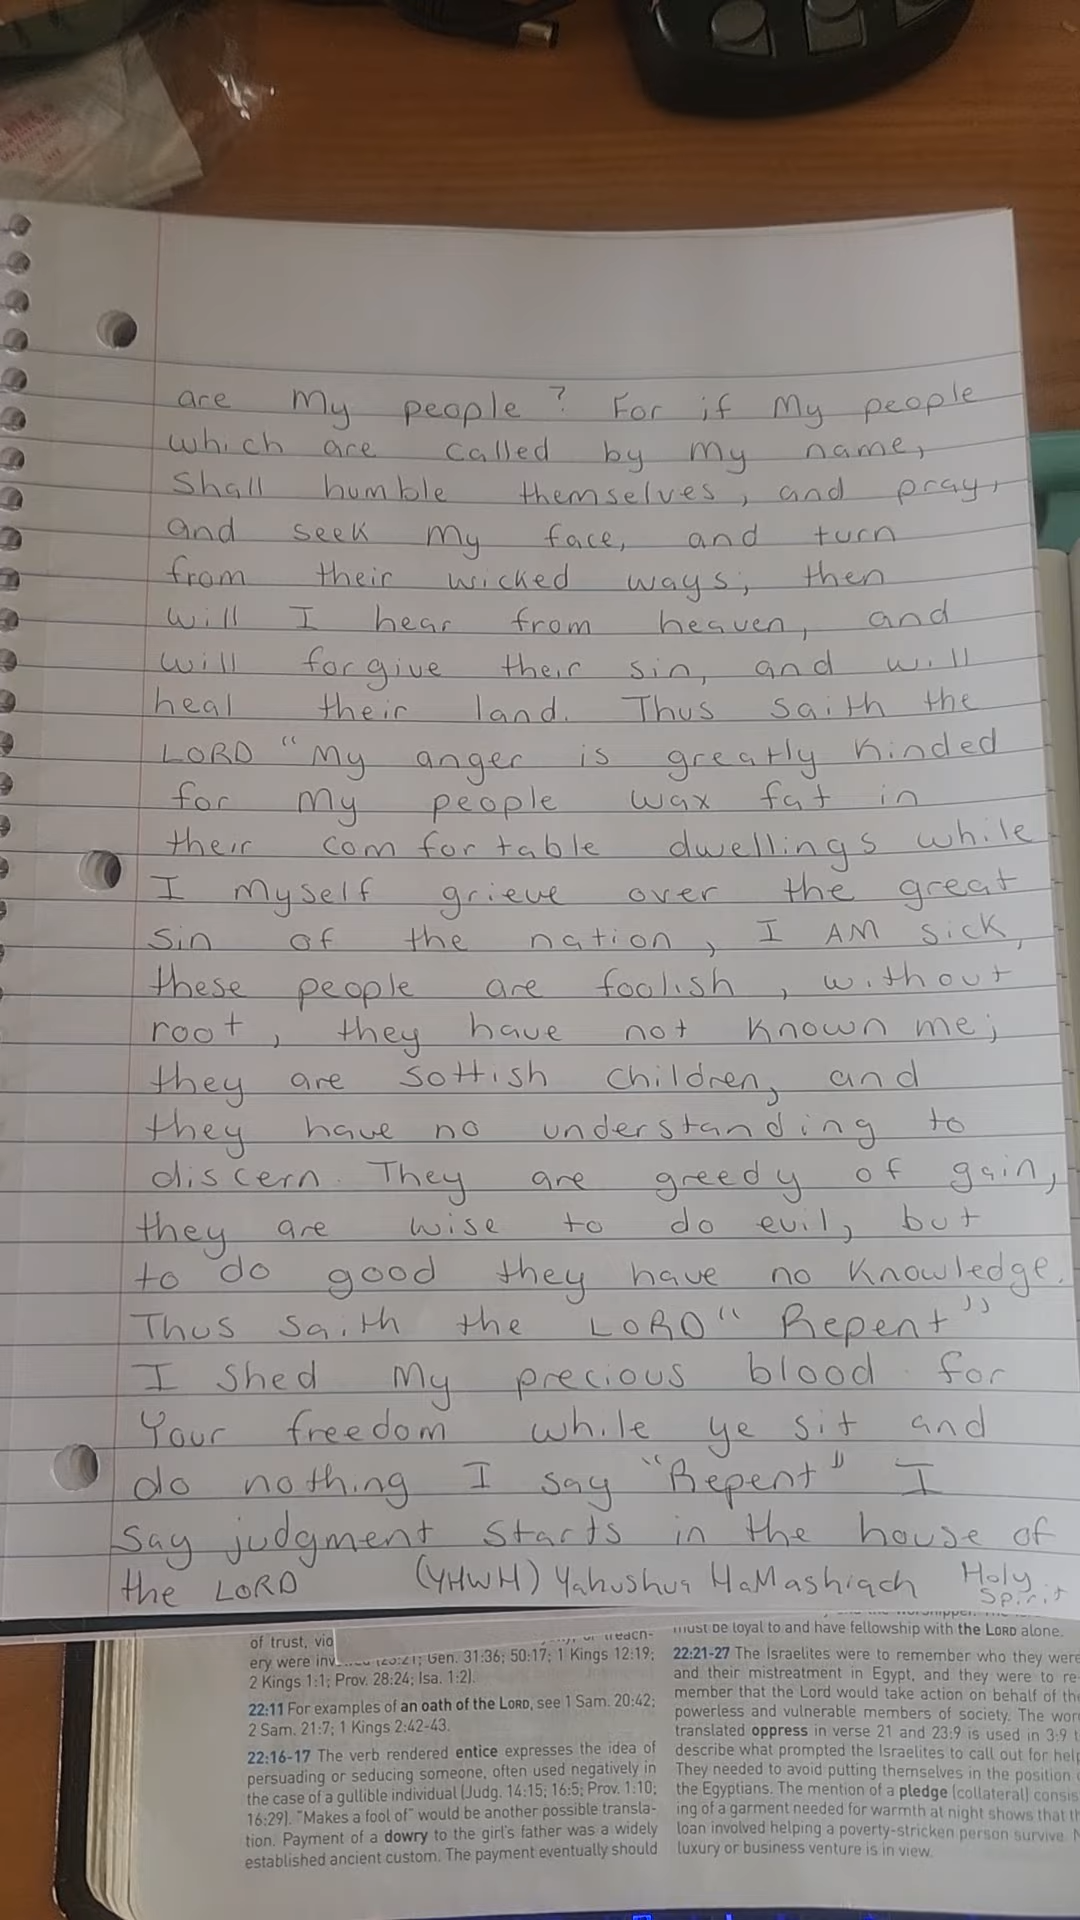 are My people? For if My people
which are called by My name,
Shall humble themselves, and pray,
and seek My face, and turn
from their wicked ways; then
will I hear from heaven, and
will forgive their sin, and will
heal their land. Thus saith the
LORD "My anger is greatly Kinded
for My people wax fat in
their comfortable dwellings while
I Myself grieve over the great
sin of the nation, I AM sick,
these people are foolish, without
root, they have not known me;
they are sottish children, and
they have no understanding to
discern. They are greedy of gain,
they are wise to do evil, but
to do good they have no knowledge.
Thus saith the LORD "Repent"
I shed My precious blood for
Your freedom while ye sit and
do nothing I say "Repent" I
Say judgment starts in the house of
the LORD (YHWH) Yahushua HaMashiach Holy Spirit
of trust, vio
ery were Gen. 31:36; 50:17; 1 Kings 12:19;
2 Kings 1:1; Prov. 28:24; Isa. 1:2).
22:11 For examples of an oath of the LORD, see 1 Sam. 20:42;
2 Sam. 21:7; 1 Kings 2:42-43.
22:16-17 The verb rendered entice expresses the idea of
persuading or seducing someone, often used negatively in
the case of a gullible individual (Judg. 14:15; 16:5; Prov. 1:10;
16:29). "Makes a fool of" would be another possible transla-
tion. Payment of a dowry to the girl's father was a widely
established ancient custom. The payment eventually should
must be loyal to and have fellowship with the LORD alone.
22:21-27 The Israelites were to remember who they were
and their mistreatment in Egypt, and they were to re-
member that the Lord would take action on behalf of the
powerless and vulnerable members of society. The
translated oppress in verse 21 and 23:9 is used in 3:9
describe what prompted the Israelites to call out for help
They needed to avoid putting themselves in the position
the Egyptians. The mention of a pledge (collateral)
ing of a garment needed for warmth at night shows that
loan involved helping a poverty-stricken person survive.
luxury or business venture is in view.